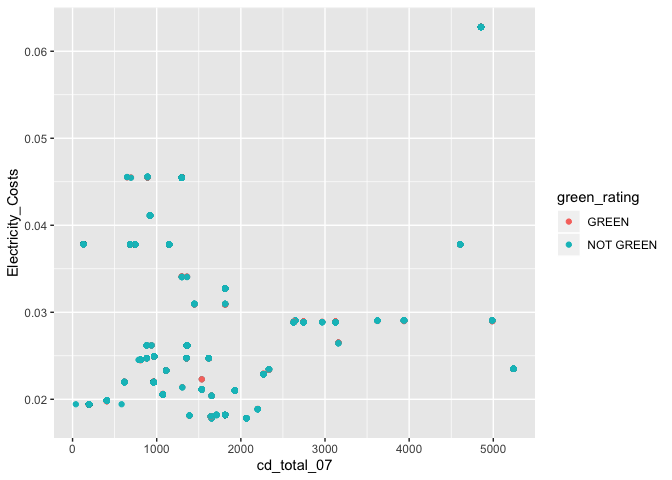 0.06
0.05
0.04
0.03
0.02
Electricity_Costs
0 1000 2000 3000 4000 5000
cd_total_07
green_rating
GREEN
NOT GREEN